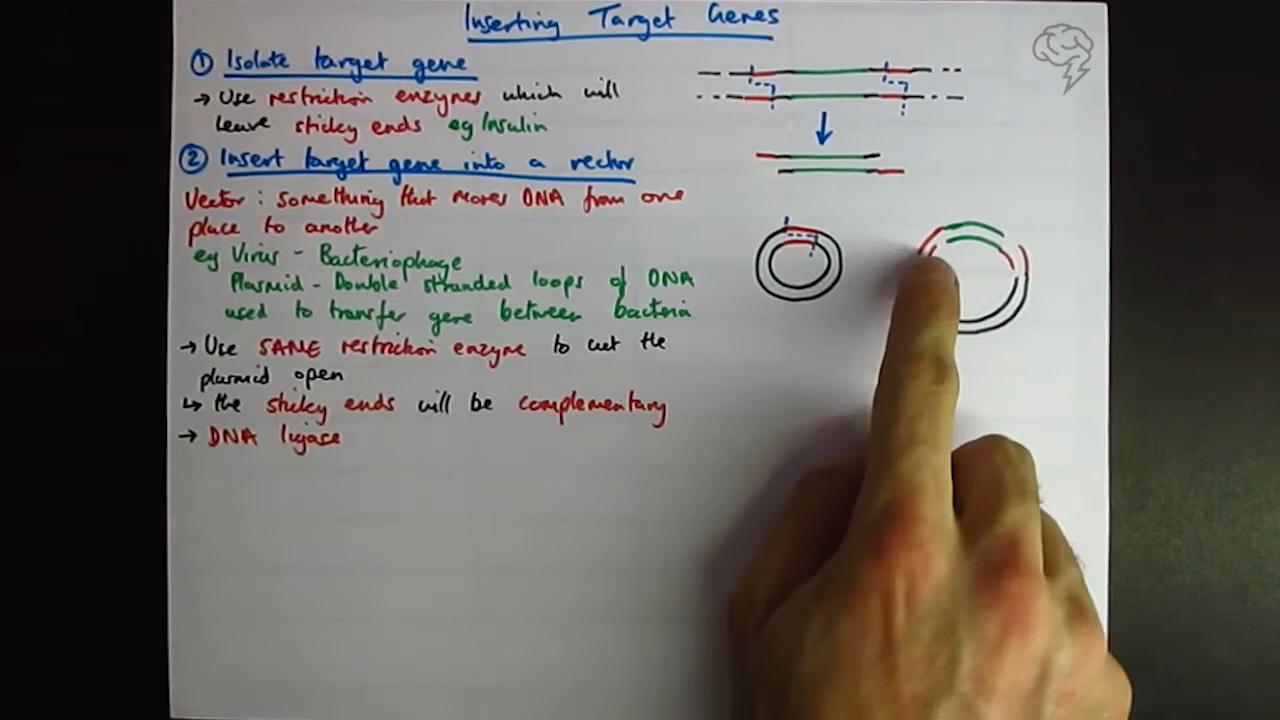 Inserting Target Genes
① Isolate target gene
→ Use restriction enzymes which will
leave sticky ends eg Insulin
② Insert target gene into a vector
Vector: something that moves DNA from one
place to another
eg Virus - Bacteriophage
Plasmid - Double stranded loops of DNA
used to transfer gene between bacteria
→ Use SAME restriction enzyme to cut the
plasmid open
↳ the sticky ends will be complementary
→ DNA ligase